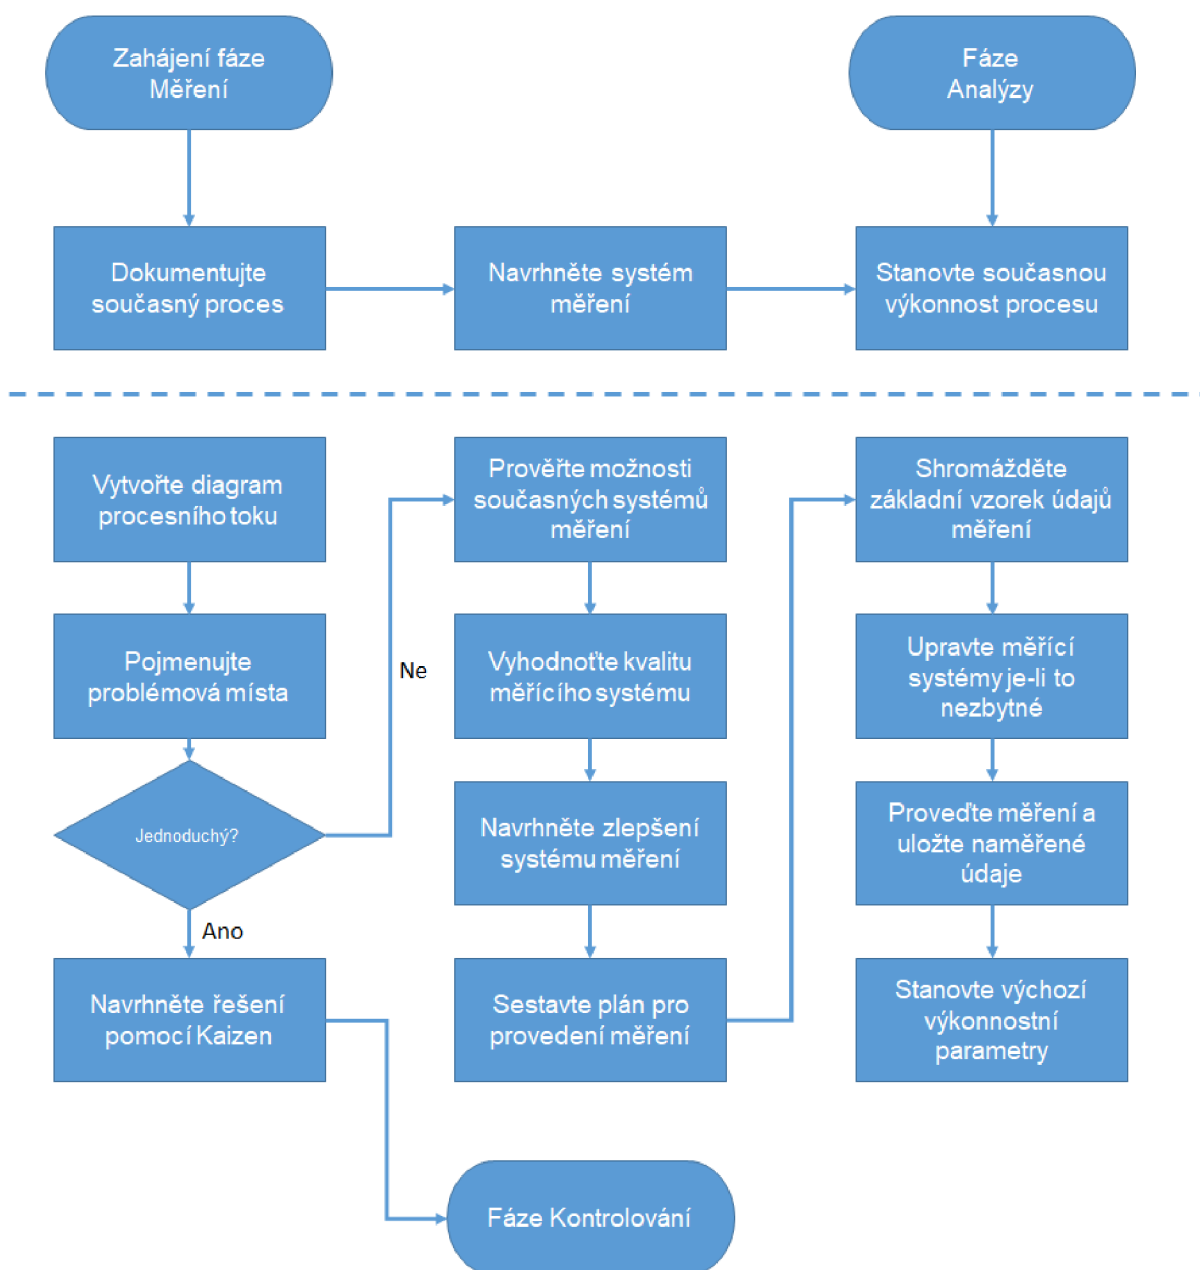 Zahájení fáze
Měření
Fáze
Analýzy
Dokumentujte
současný proces
Navrhněte systém
měření
Stanovte současnou
výkonnost procesu
Vytvořte diagram
procesního toku
Pojmenujte
problémová místa
Jednoduchý?
Ne
Ano
Navrhněte řešení
pomocí Kaizen
Prověřte možnosti
současných systémů
měření
Vyhodnoťte kvalitu
měřícího systému
Navrhněte zlepšení
systému měření
Sestavte plán pro
provedení měření
Shromážděte
základní vzorek údajů
měření
Upravte měřící
systémy je-li to
nezbytné
Proveďte měření a
uložte naměřené
údaje
Stanovte výchozí
výkonnostní
parametry
Fáze Kontrolování